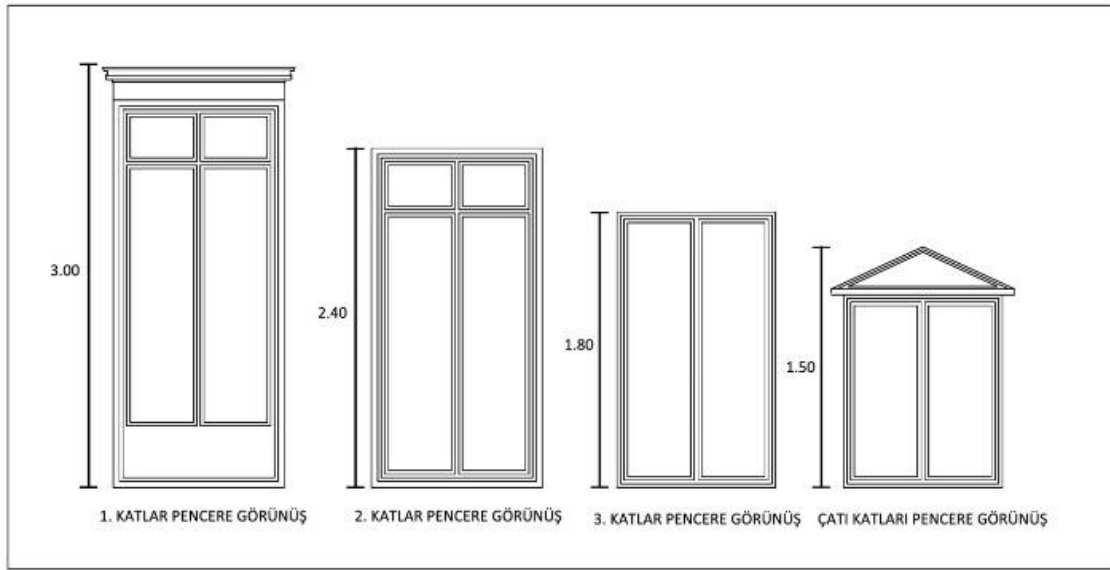 3.00
2.40
1.80
1.50
1. KATLAR PENCERE GÖRÜNÜŞ
2. KATLAR PENCERE GÖRÜNÜŞ
3. KATLAR PENCERE GÖRÜNÜŞ
ÇATI KATLARI PENCERE GÖRÜNÜŞ